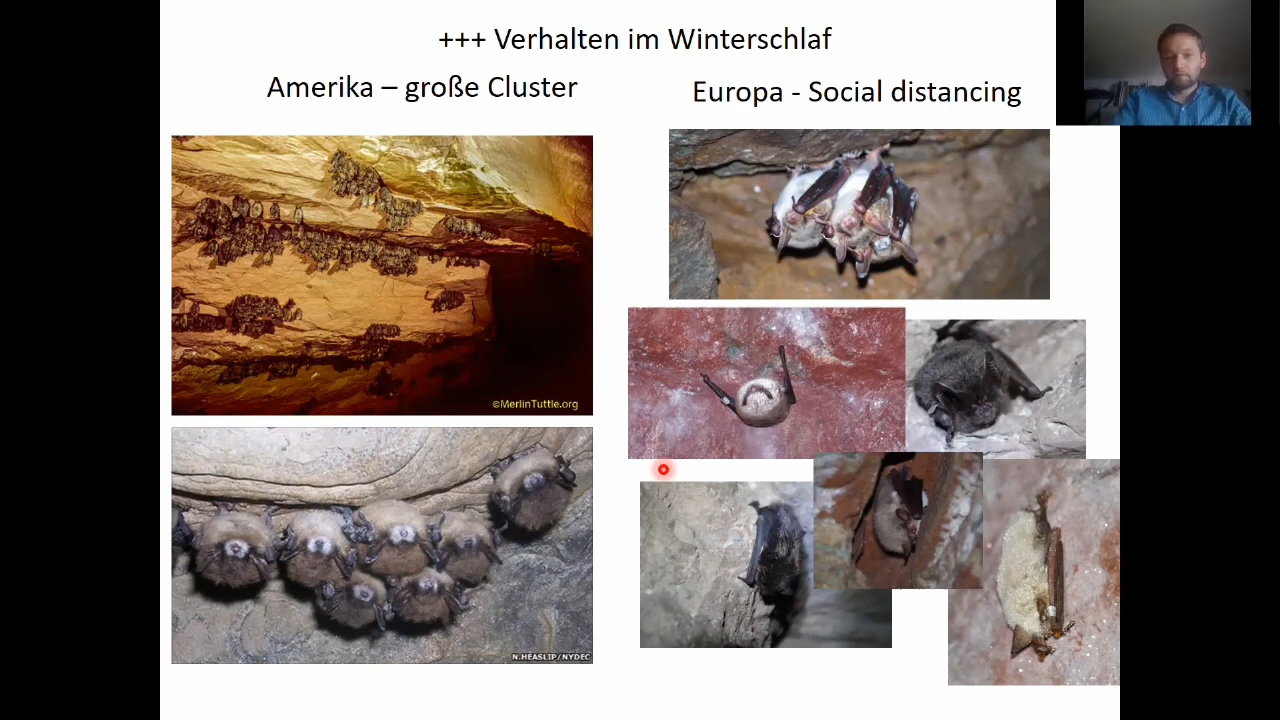 +++ Verhalten im Winterschlaf
Amerika – große Cluster
Europa - Social distancing
©MerlinTuttle.org
N.HEASLIP/NYDEC